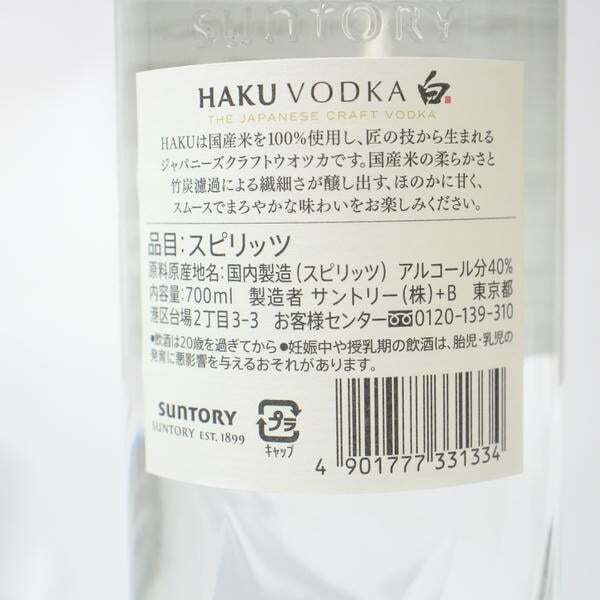 SUNTORY
HAKU VODKA 白
THE JAPANESE CRAFT VODKA
HAKUは国産米を100%使用し、匠の技から生まれる
ジャパニーズクラフトウオツカです。国産米の柔らかさと
竹炭濾過による繊細さが醸し出す、ほのかに甘く、
スムースでまろやかな味わいをお楽しみください。
品目:スピリッツ
原料原産地名:国内製造(スピリッツ) アルコール分40%
内容量:700ml 製造者 サントリー(株)+B 東京都
港区台場2丁目3-3 お客様センター 0120-139-310
●飲酒は20歳を過ぎてから●妊娠中や授乳期の飲酒は、胎児・乳児の
発育に悪影響を与えるおそれがあります。
SUNTORY
SUNTORY EST. 1899
プラ
キャップ
4 901777 331334